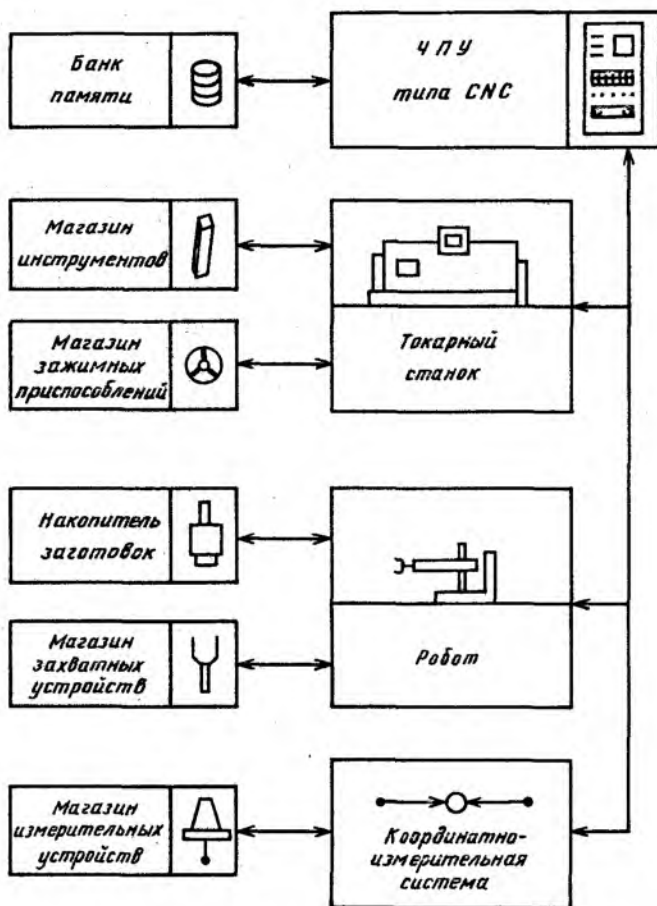 Банк
памяти
ЧПУ
типа CNC
Магазин
инструментов
Магазин
зажимных
приспособлений
Токарный
станок
Накопитель
заготовок
Магазин
захватных
устройств
Робот
Магазин
измерительных
устройств
Координатно-
измерительная
система